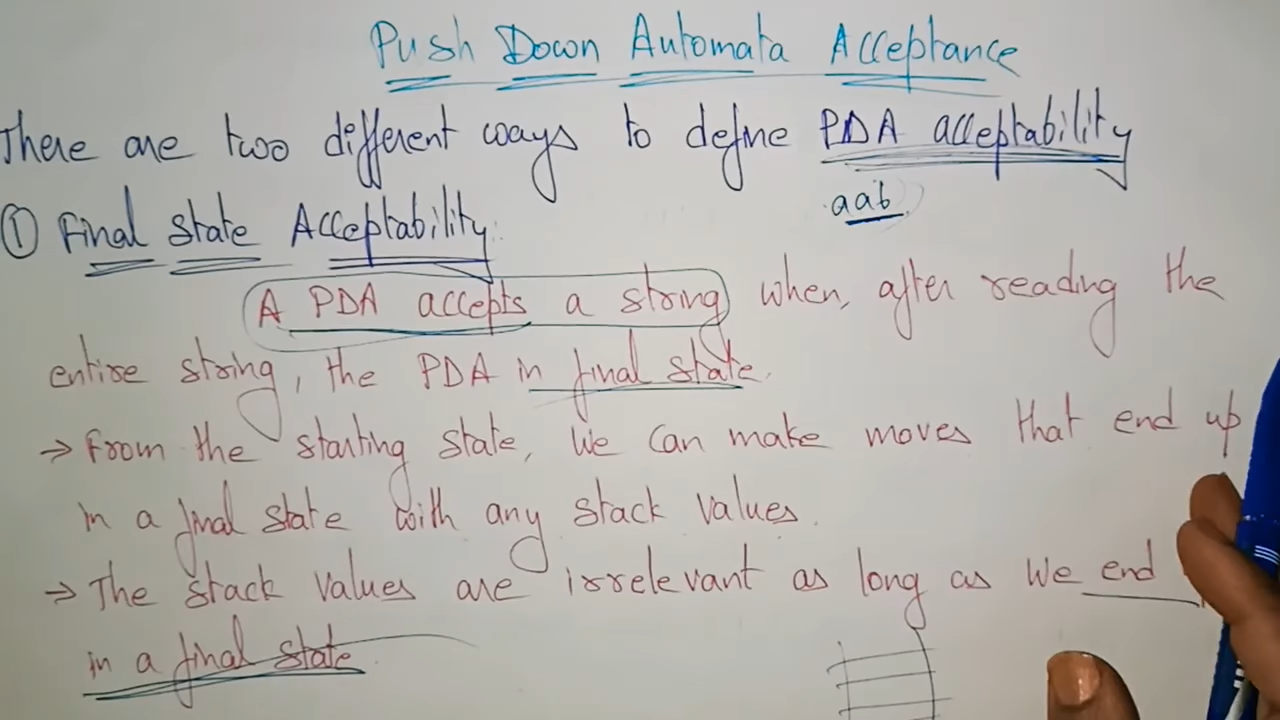 Push Down Automata Acceptance
There are two different ways to define PDA acceptability
aab
① Final state Acceptability:
A PDA accepts a string when, after reading the
entire string, the PDA in final state.
→ From the starting state, we can make moves that end up
in a final state with any stack values.
→ The stack values are irrelevant as long as we end
in a final state.